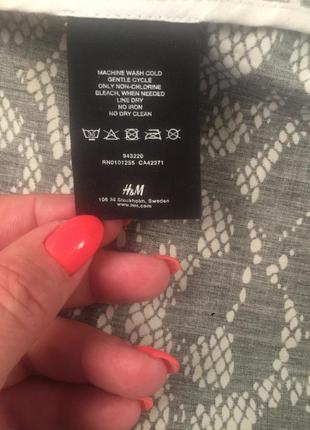 MACHINE WASH COLD
GENTLE CYCLE
ONLY NON-CHLORINE
BLEACH, WHEN NEEDED
LINE DRY
NO IRON
NO DRY CLEAN
943220
RN0101255 CA42271
H&M
106 38 Stockholm, Sweden
www.hm.com